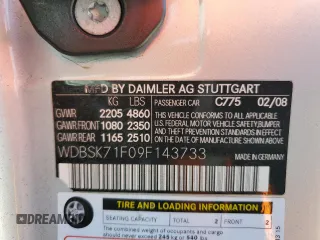 MFD BY DAIMLER AG STUTTGART
KG LBS PASSENGER CAR C775 02/08
GVWR 2205 4860 THIS VEHICLE CONFORMS TO ALL APPLICABLE
GAWR FRONT 1080 2350 U.S. FEDERAL MOTOR VEHICLE SAFETY, BUMPER
GAWR REAR 1165 2510 AND THEFT PREVENTION STANDARDS IN EFFECT
ON THE DATE OF MANUFACTURE SHOWN ABOVE.
WDBSK71F09F143733
TIRE AND LOADING INFORMATION
SEATING CAPACITY TOTAL 2 FRONT 2
The combined weight of occupants and cargo should
never exceed 245 kg or 540 lbs
DREAM